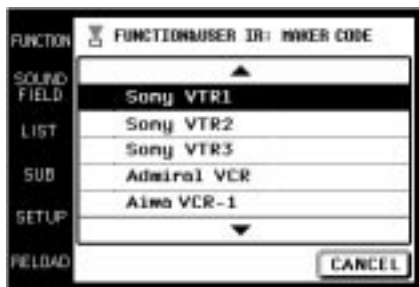 FUNCTION
SOUND
FIELD
LIST
SUB
SETUP
RELOAD
FUNCTION&USER IR: MAKER CODE
Sony VTR1
Sony VTR2
Sony VTR3
Admiral VCR
Aiwa VCR-1
CANCEL